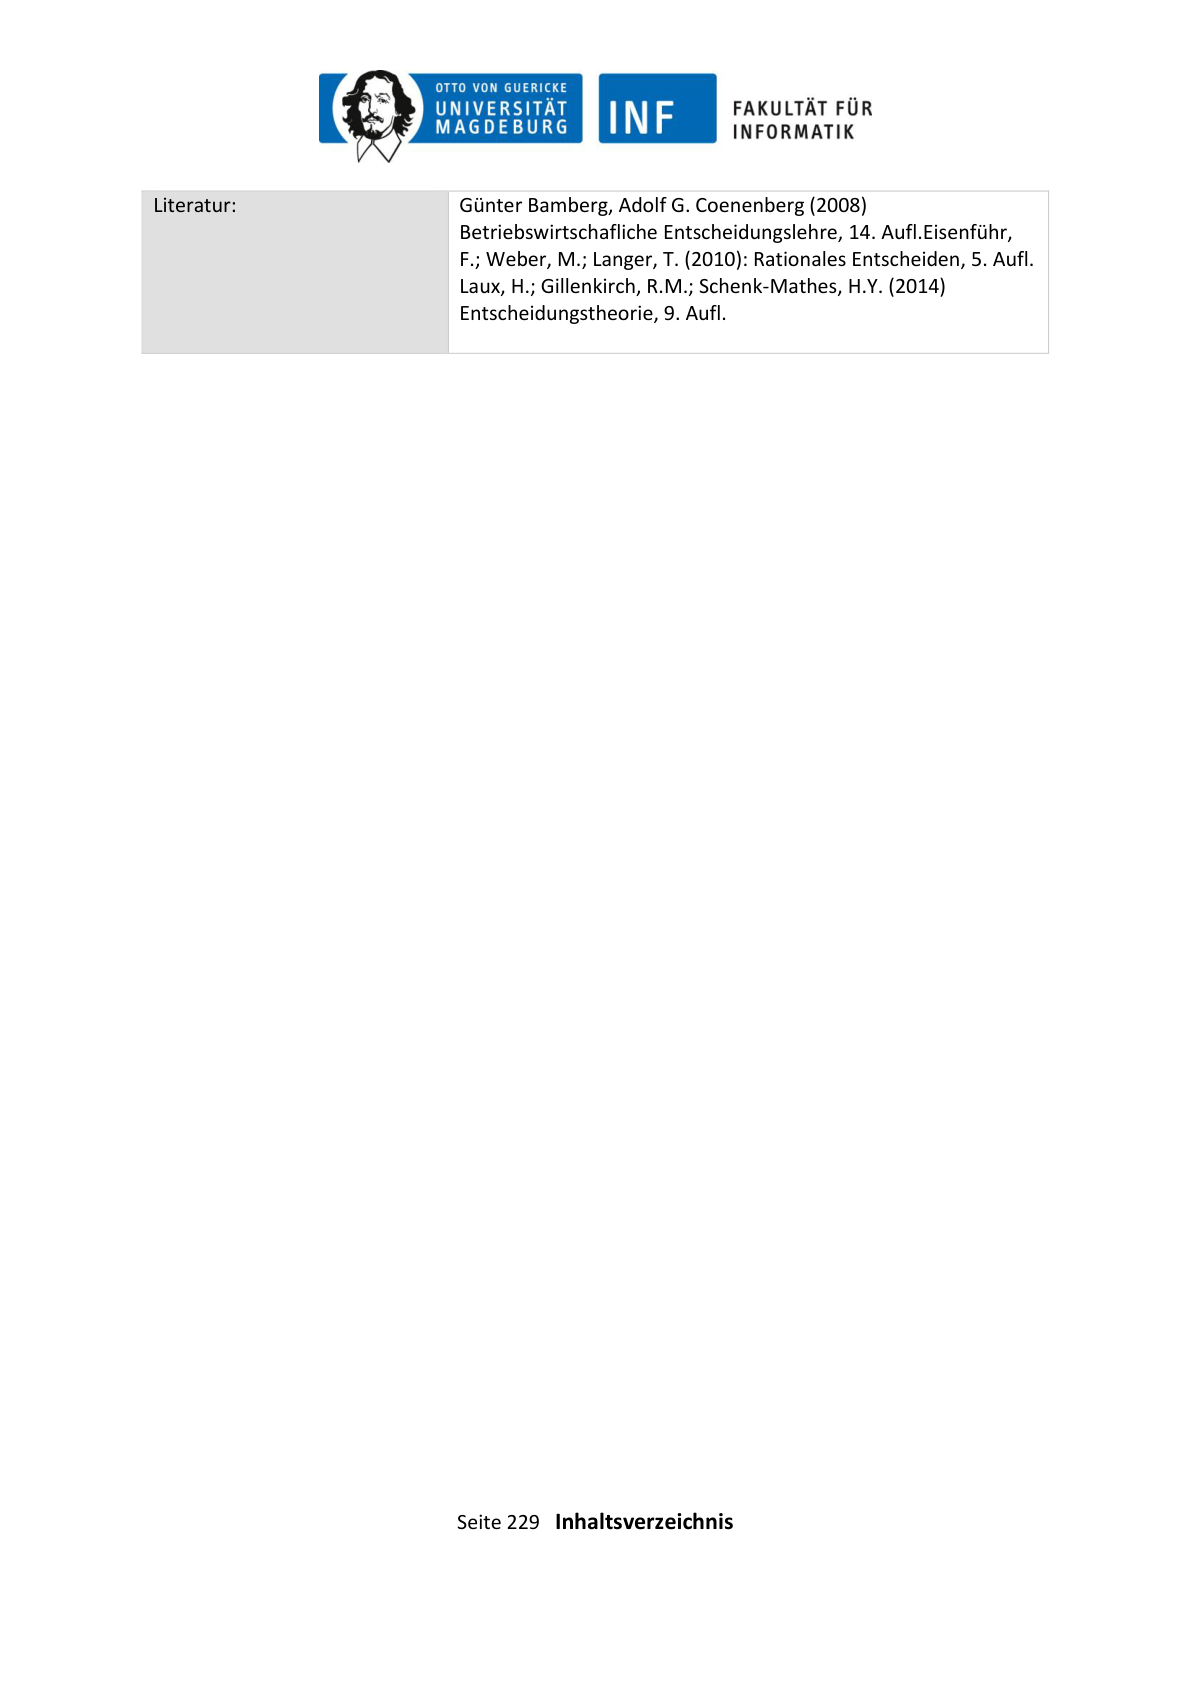 OTTO VON GUERICKE
UNIVERSITÄT
MAGDEBURG
INF
FAKULTÄT FÜR
INFORMATIK
Literatur:
Günter Bamberg, Adolf G. Coenenberg (2008)
Betriebswirtschafliche Entscheidungslehre, 14. Aufl.Eisenführ,
F.; Weber, M.; Langer, T. (2010): Rationales Entscheiden, 5. Aufl.
Laux, H.; Gillenkirch, R.M.; Schenk-Mathes, H.Y. (2014)
Entscheidungstheorie, 9. Aufl.
Seite 229 Inhaltsverzeichnis